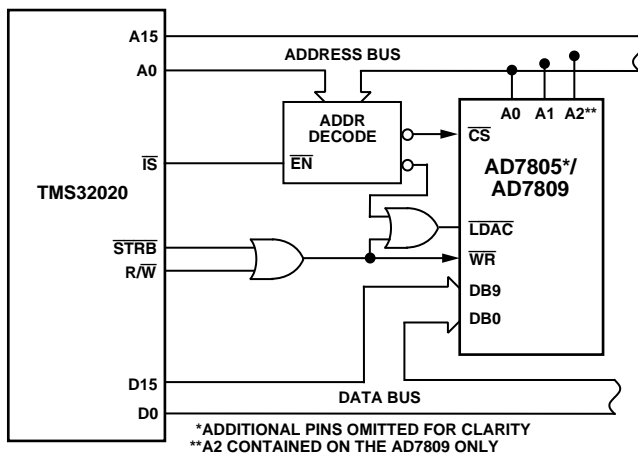 A15
A0
ADDRESS BUS
ADDR
DECODE
A0 A1 A2**
CS
IS
EN
TMS32020
AD7805*/
AD7809
STRB
R/W
LDAC
WR
DB9
DB0
D15
D0
DATA BUS
*ADDITIONAL PINS OMITTED FOR CLARITY
**A2 CONTAINED ON THE AD7809 ONLY